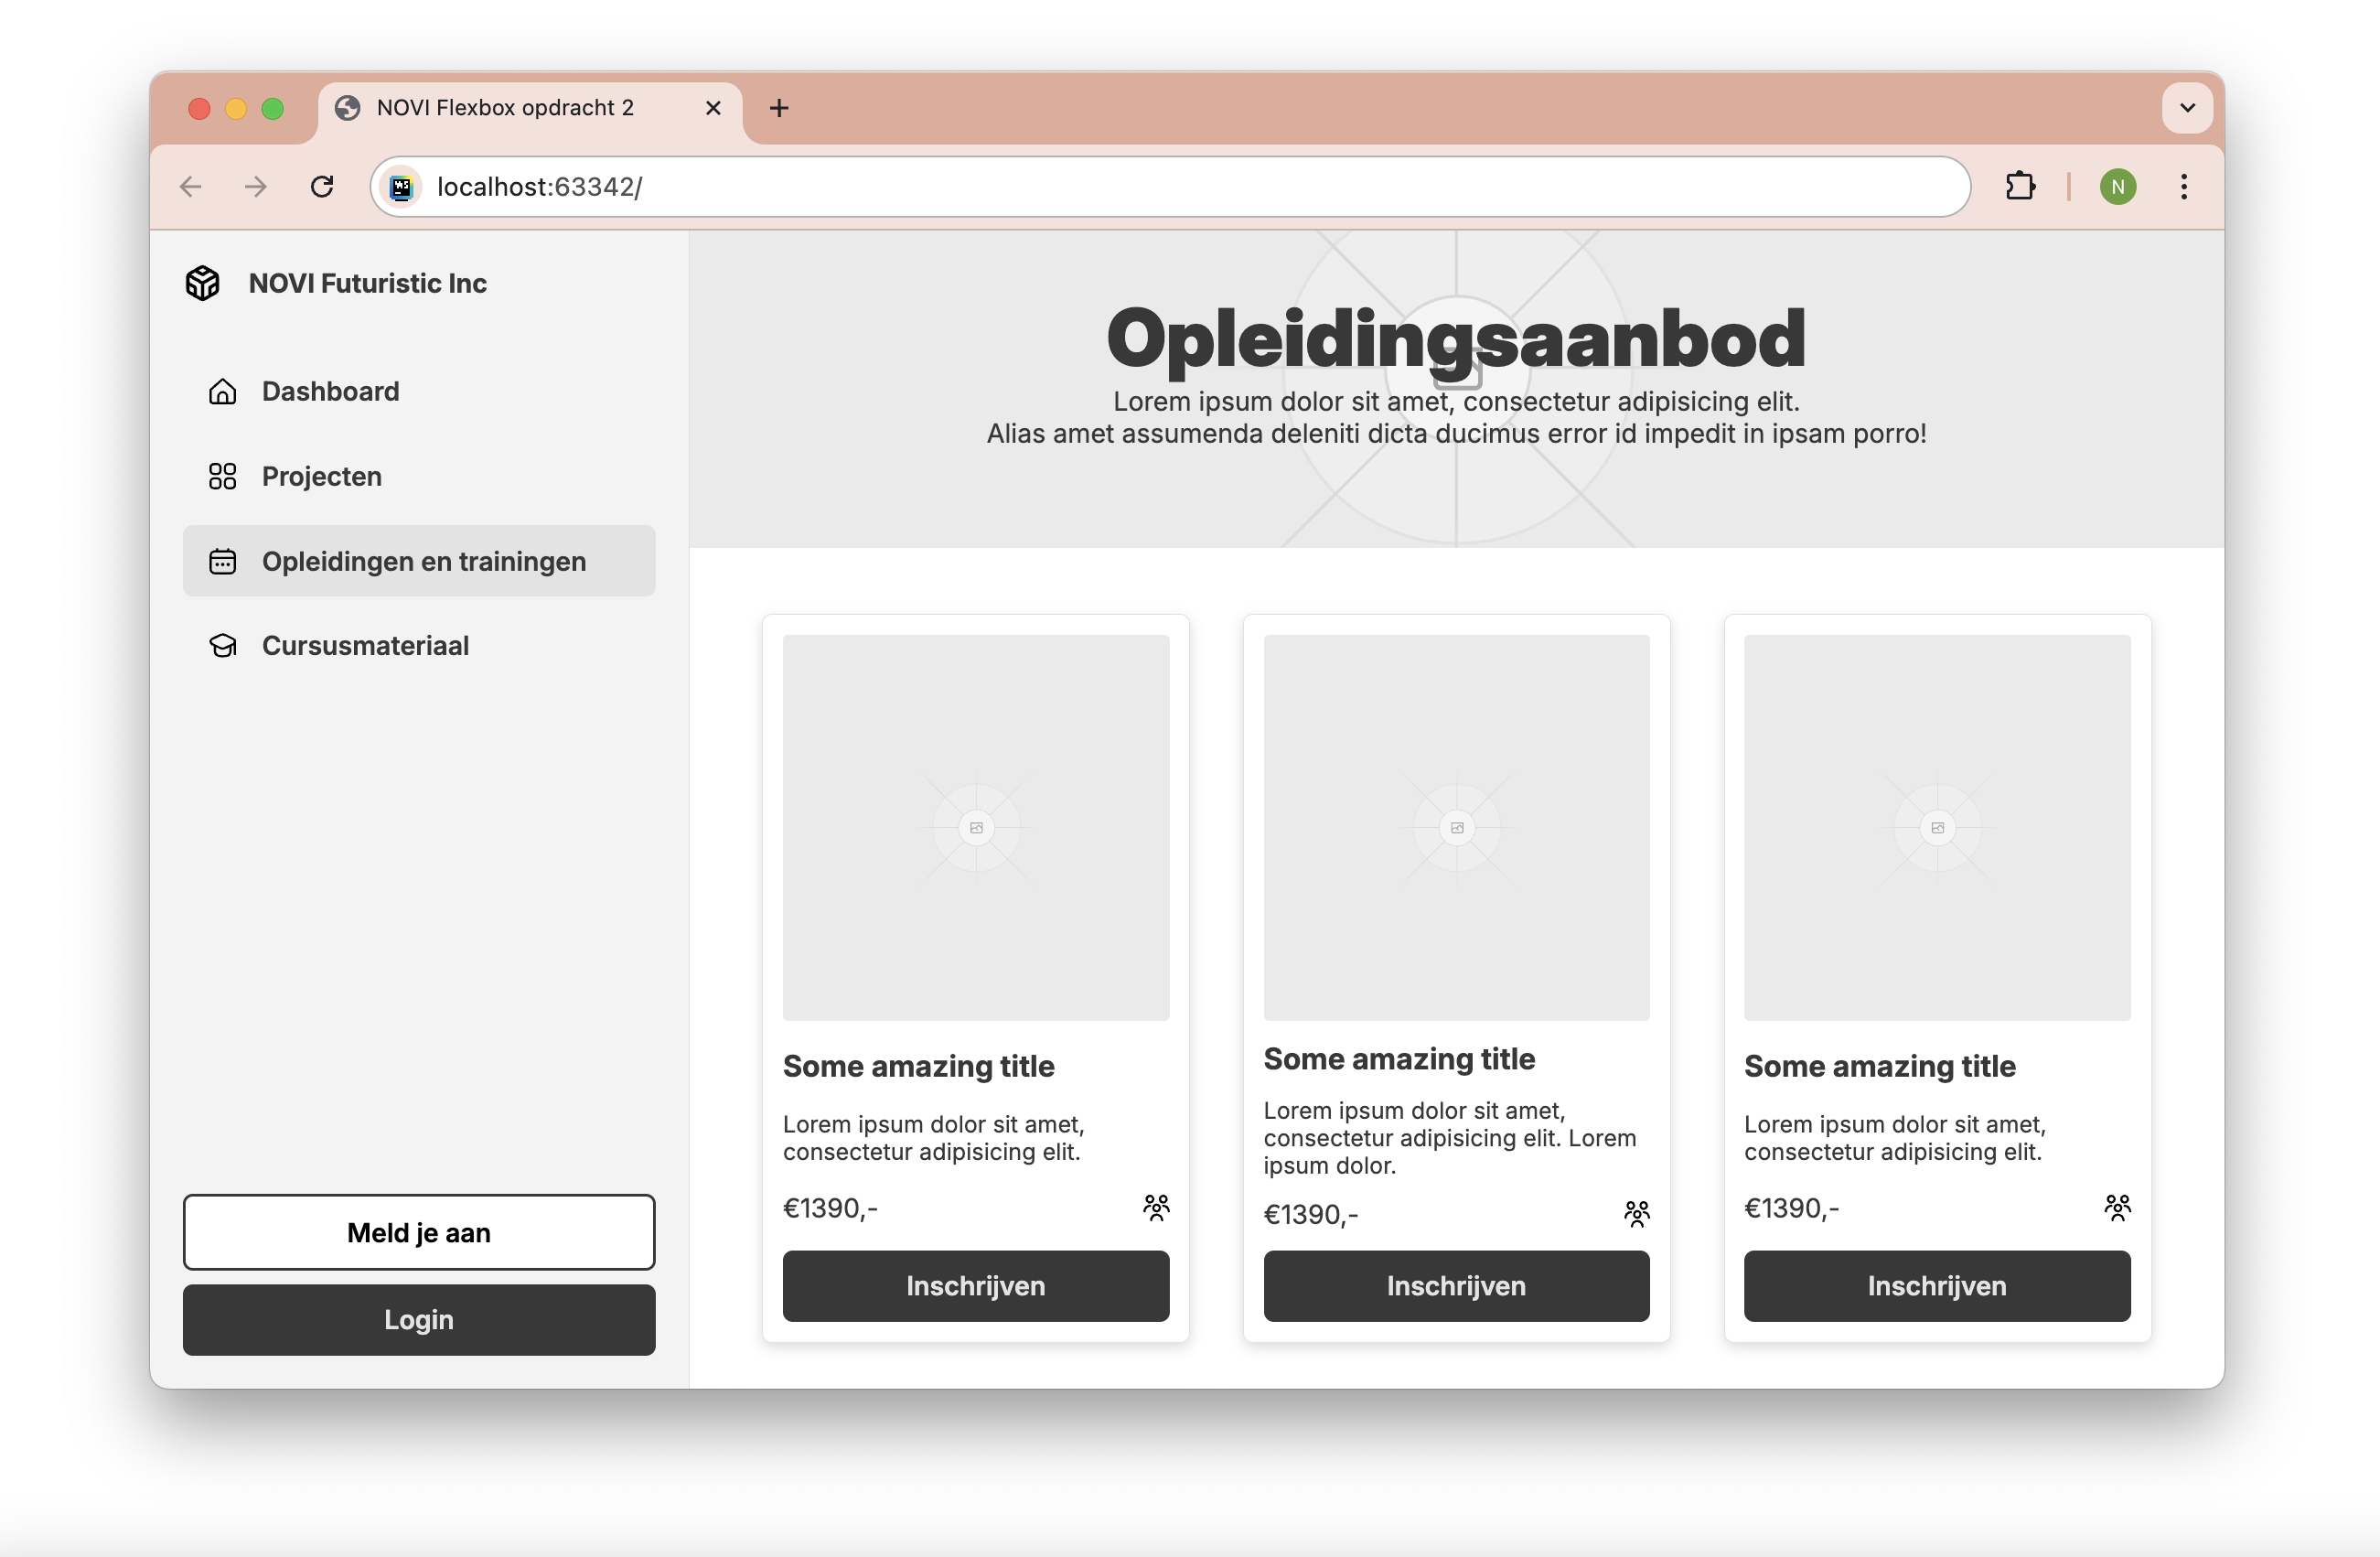 NOVI Flexbox opdracht 2
localhost:63342/
N
NOVI Futuristic Inc
Dashboard
Projecten
Opleidingen en trainingen
Cursusmateriaal
Meld je aan
Login
Opleidingsaanbod
Lorem ipsum dolor sit amet, consectetur adipisicing elit.
Alias amet assumenda deleniti dicta ducimus error id impedit in ipsam porro!
Some amazing title
Lorem ipsum dolor sit amet,
consectetur adipisicing elit.
€1390,-
Inschrijven
Some amazing title
Lorem ipsum dolor sit amet,
consectetur adipisicing elit. Lorem
ipsum dolor.
€1390,-
Inschrijven
Some amazing title
Lorem ipsum dolor sit amet,
consectetur adipisicing elit.
€1390,-
Inschrijven